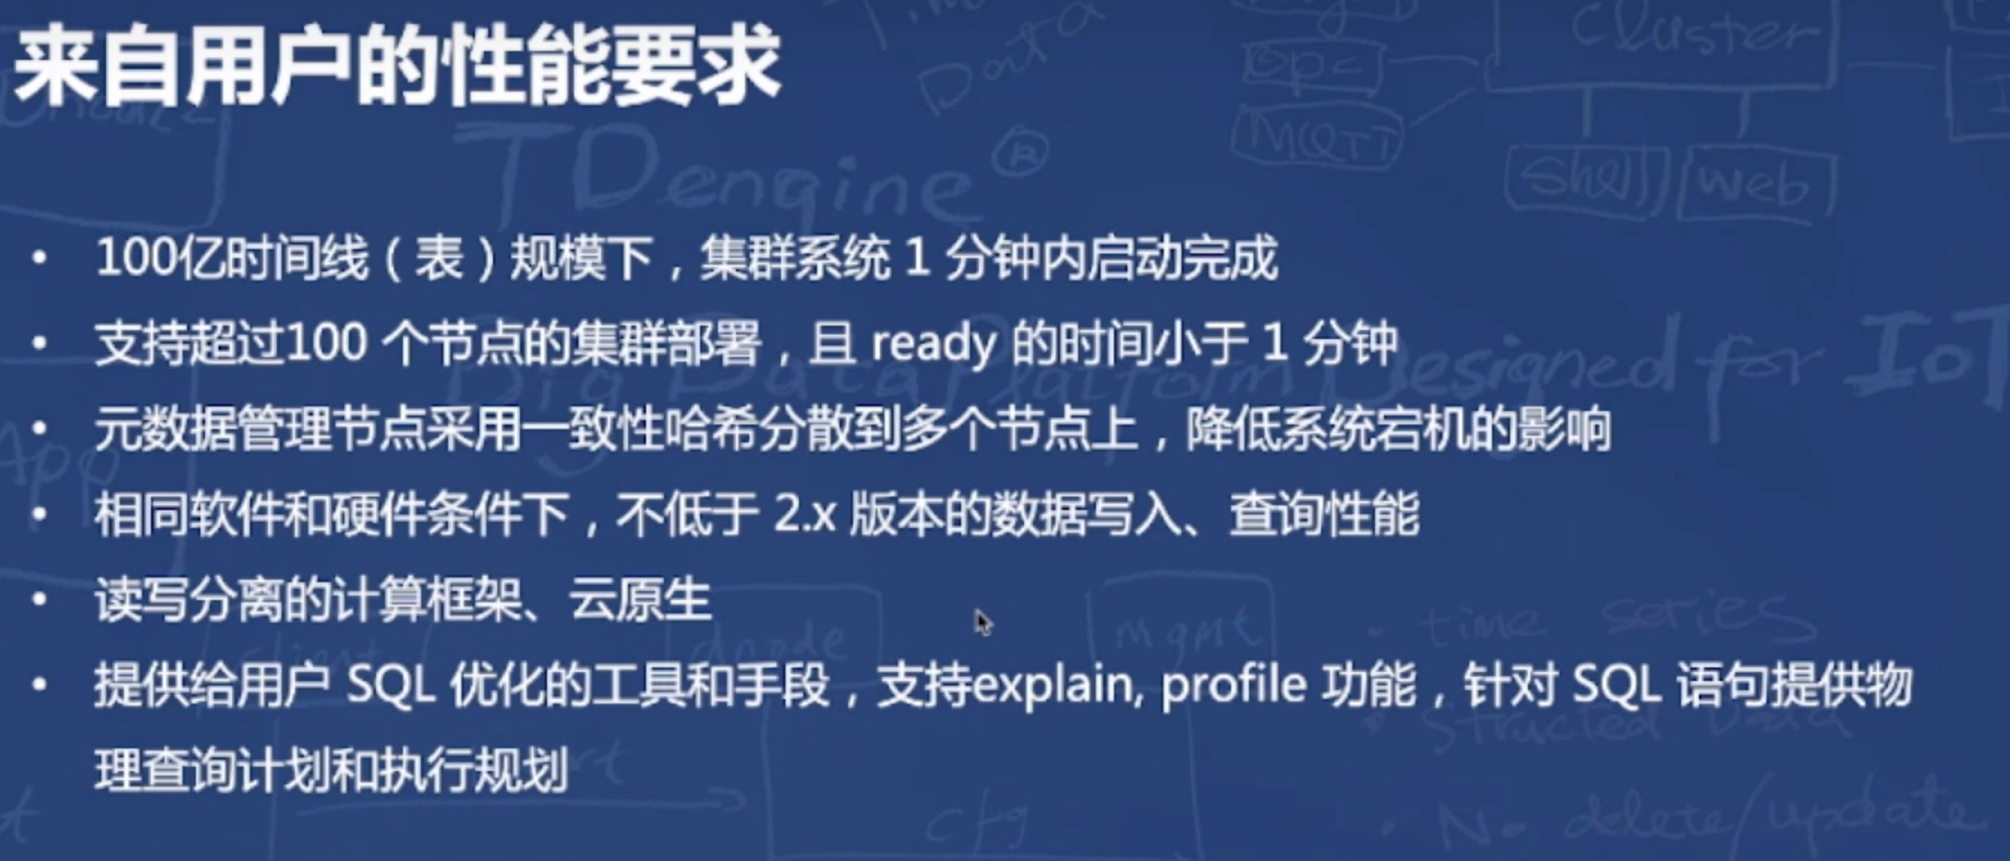 来自用户的性能要求
TDengine®
Data
Cluster
opc
MQTT
Shell
Web
• 100亿时间线（表）规模下，集群系统 1 分钟内启动完成
• 支持超过100 个节点的集群部署，且 ready 的时间小于 1 分钟
Big Data Platform Designed for IoT
• 元数据管理节点采用一致性哈希分散到多个节点上，降低系统宕机的影响
App
• 相同软件和硬件条件下，不低于 2.x 版本的数据写入、查询性能
• 读写分离的计算框架、云原生
client
dnode
mgmt
- time series
• 提供给用户 SQL 优化的工具和手段，支持explain, profile 功能，针对 SQL 语句提供物
理查询计划和执行规划
• Structed Data
cfg
• No delete/update